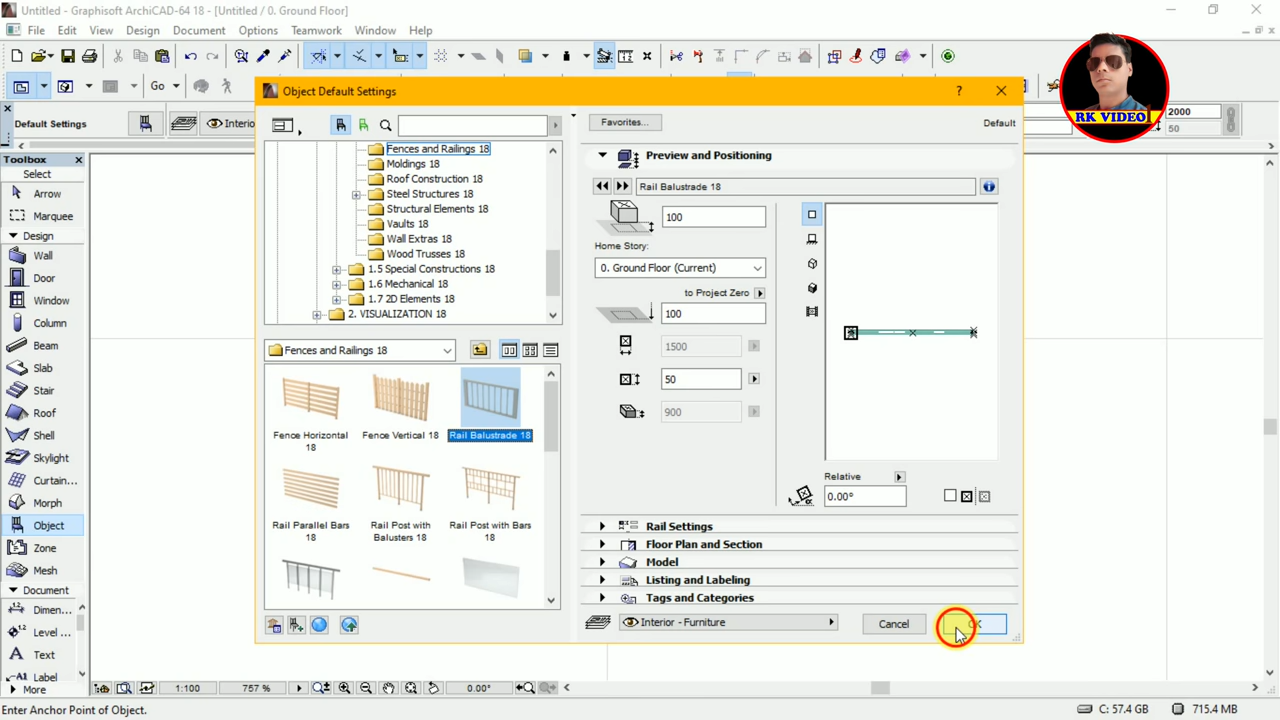 Untitled - Graphisoft ArchiCAD-64 18 - [Untitled / 0. Ground Floor]
File Edit View Design Document Options Teamwork Window Help
Go
Default Settings
Interio
2000
50
RK VIDEO
Toolbox
Select
Arrow
Marquee
Design
Wall
Door
Window
Column
Beam
Slab
Stair
Roof
Shell
Skylight
Curtain...
Morph
Object
Zone
Mesh
Document
Dimen...
Level ...
Text
Label
More
Object Default Settings
Fences and Railings 18
Moldings 18
Roof Construction 18
Steel Structures 18
Structural Elements 18
Vaults 18
Wall Extras 18
Wood Trusses 18
1.5 Special Constructions 18
1.6 Mechanical 18
1.7 2D Elements 18
2. VISUALIZATION 18
Fences and Railings 18
Fence Horizontal
18
Fence Vertical 18
Rail Balustrade 18
Rail Parallel Bars
18
Rail Post with
Balusters 18
Rail Post with Bars
18
Favorites...
Default
Preview and Positioning
Rail Balustrade 18
100
Home Story:
0. Ground Floor (Current)
to Project Zero
100
1500
50
900
Relative
0.00°
Rail Settings
Floor Plan and Section
Model
Listing and Labeling
Tags and Categories
Interior - Furniture
Cancel
OK
1:100
757 %
0.00°
Enter Anchor Point of Object.
C: 57.4 GB
715.4 MB